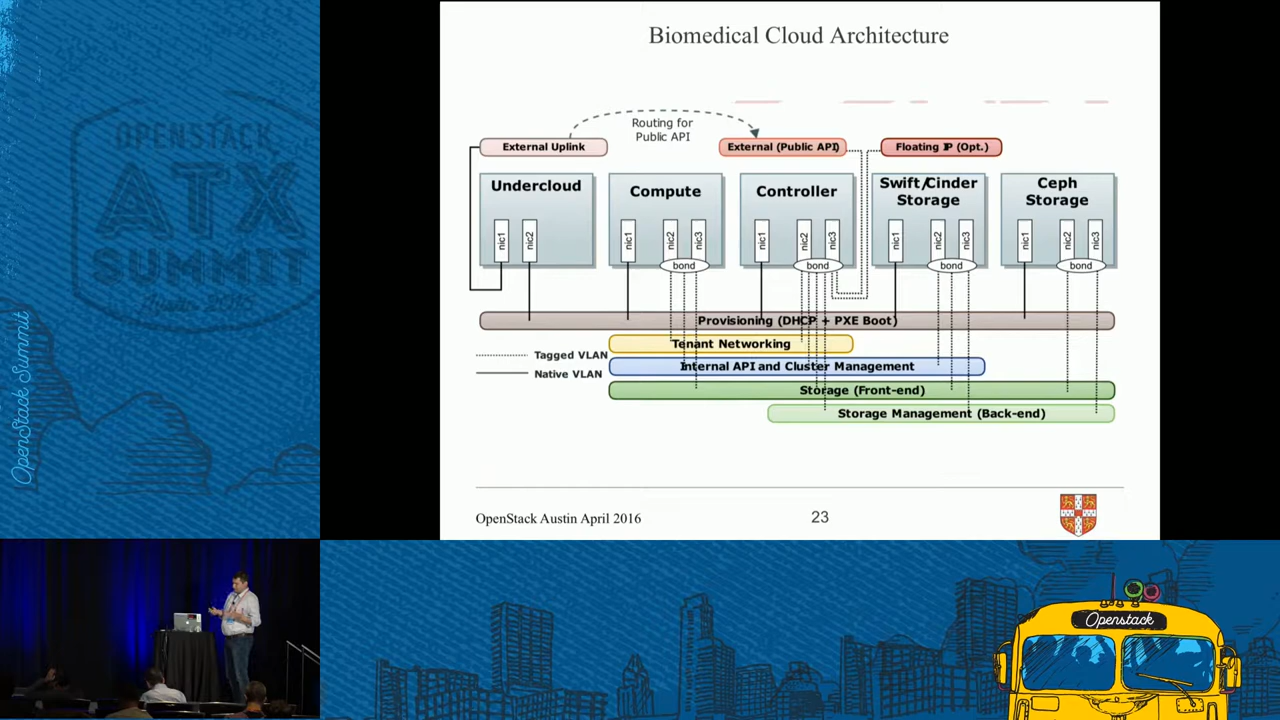 OPENSTACK
ATX
SUMMIT
OpenStack Summit
Biomedical Cloud Architecture
Routing for
Public API
External Uplink
External (Public API)
Floating IP (Opt.)
Undercloud
Compute
Controller
Swift/Cinder
Storage
Ceph
Storage
nic1
nic2
nic1
nic2
nic3
nic1
nic2
nic3
nic1
nic2
nic3
nic1
nic2
nic3
bond
bond
bond
bond
Provisioning (DHCP + PXE Boot)
Tenant Networking
Tagged VLAN
Internal API and Cluster Management
Native VLAN
Storage (Front-end)
Storage Management (Back-end)
OpenStack Austin April 2016
23
Openstack